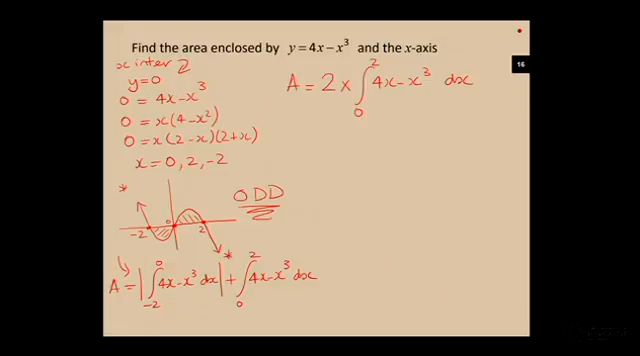 Find the area enclosed by y = 4x – x³ and the x-axis
16
x inter
y=0
0 = 4x – x³
0 = x(4–x²)
0 = x(2–x)(2+x)
x = 0, 2, -2
A = 2 x ∫₀² 4x – x³ dx
*
ODD
-2 0 2
*
A = |∫₋₂⁰ 4x – x³ dx| + ∫₀² 4x – x³ dx